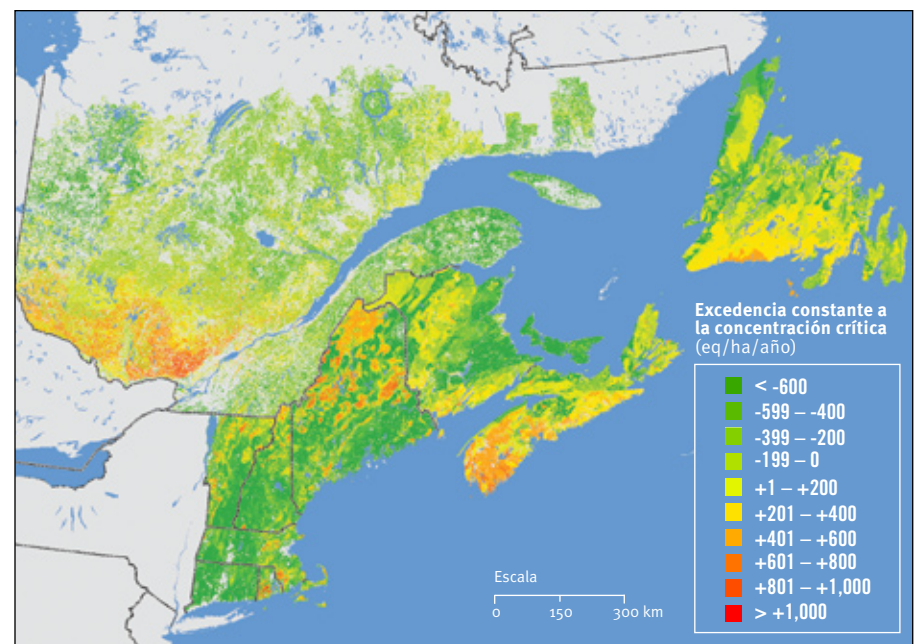 Excedencia constante a
la concentración crítica
(eq/ha/año)
< -600
-599 – -400
-399 – -200
-199 – 0
+1 – +200
+201 – +400
+401 – +600
+601 – +800
+801 – +1,000
> +1,000
Escala
0 150 300 km